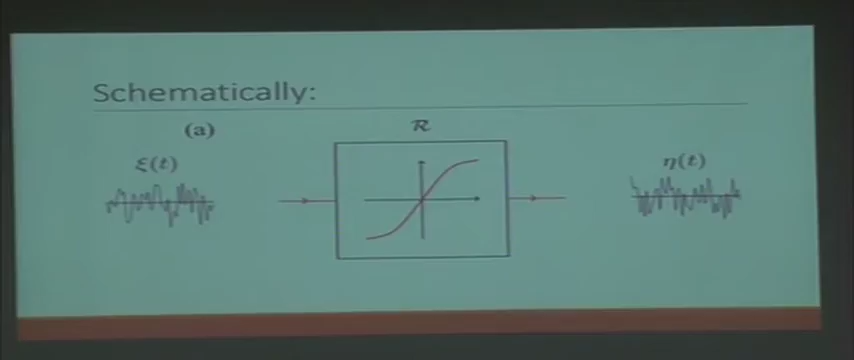 Schematically:
(a)
ℛ
ξ(t)
η(t)